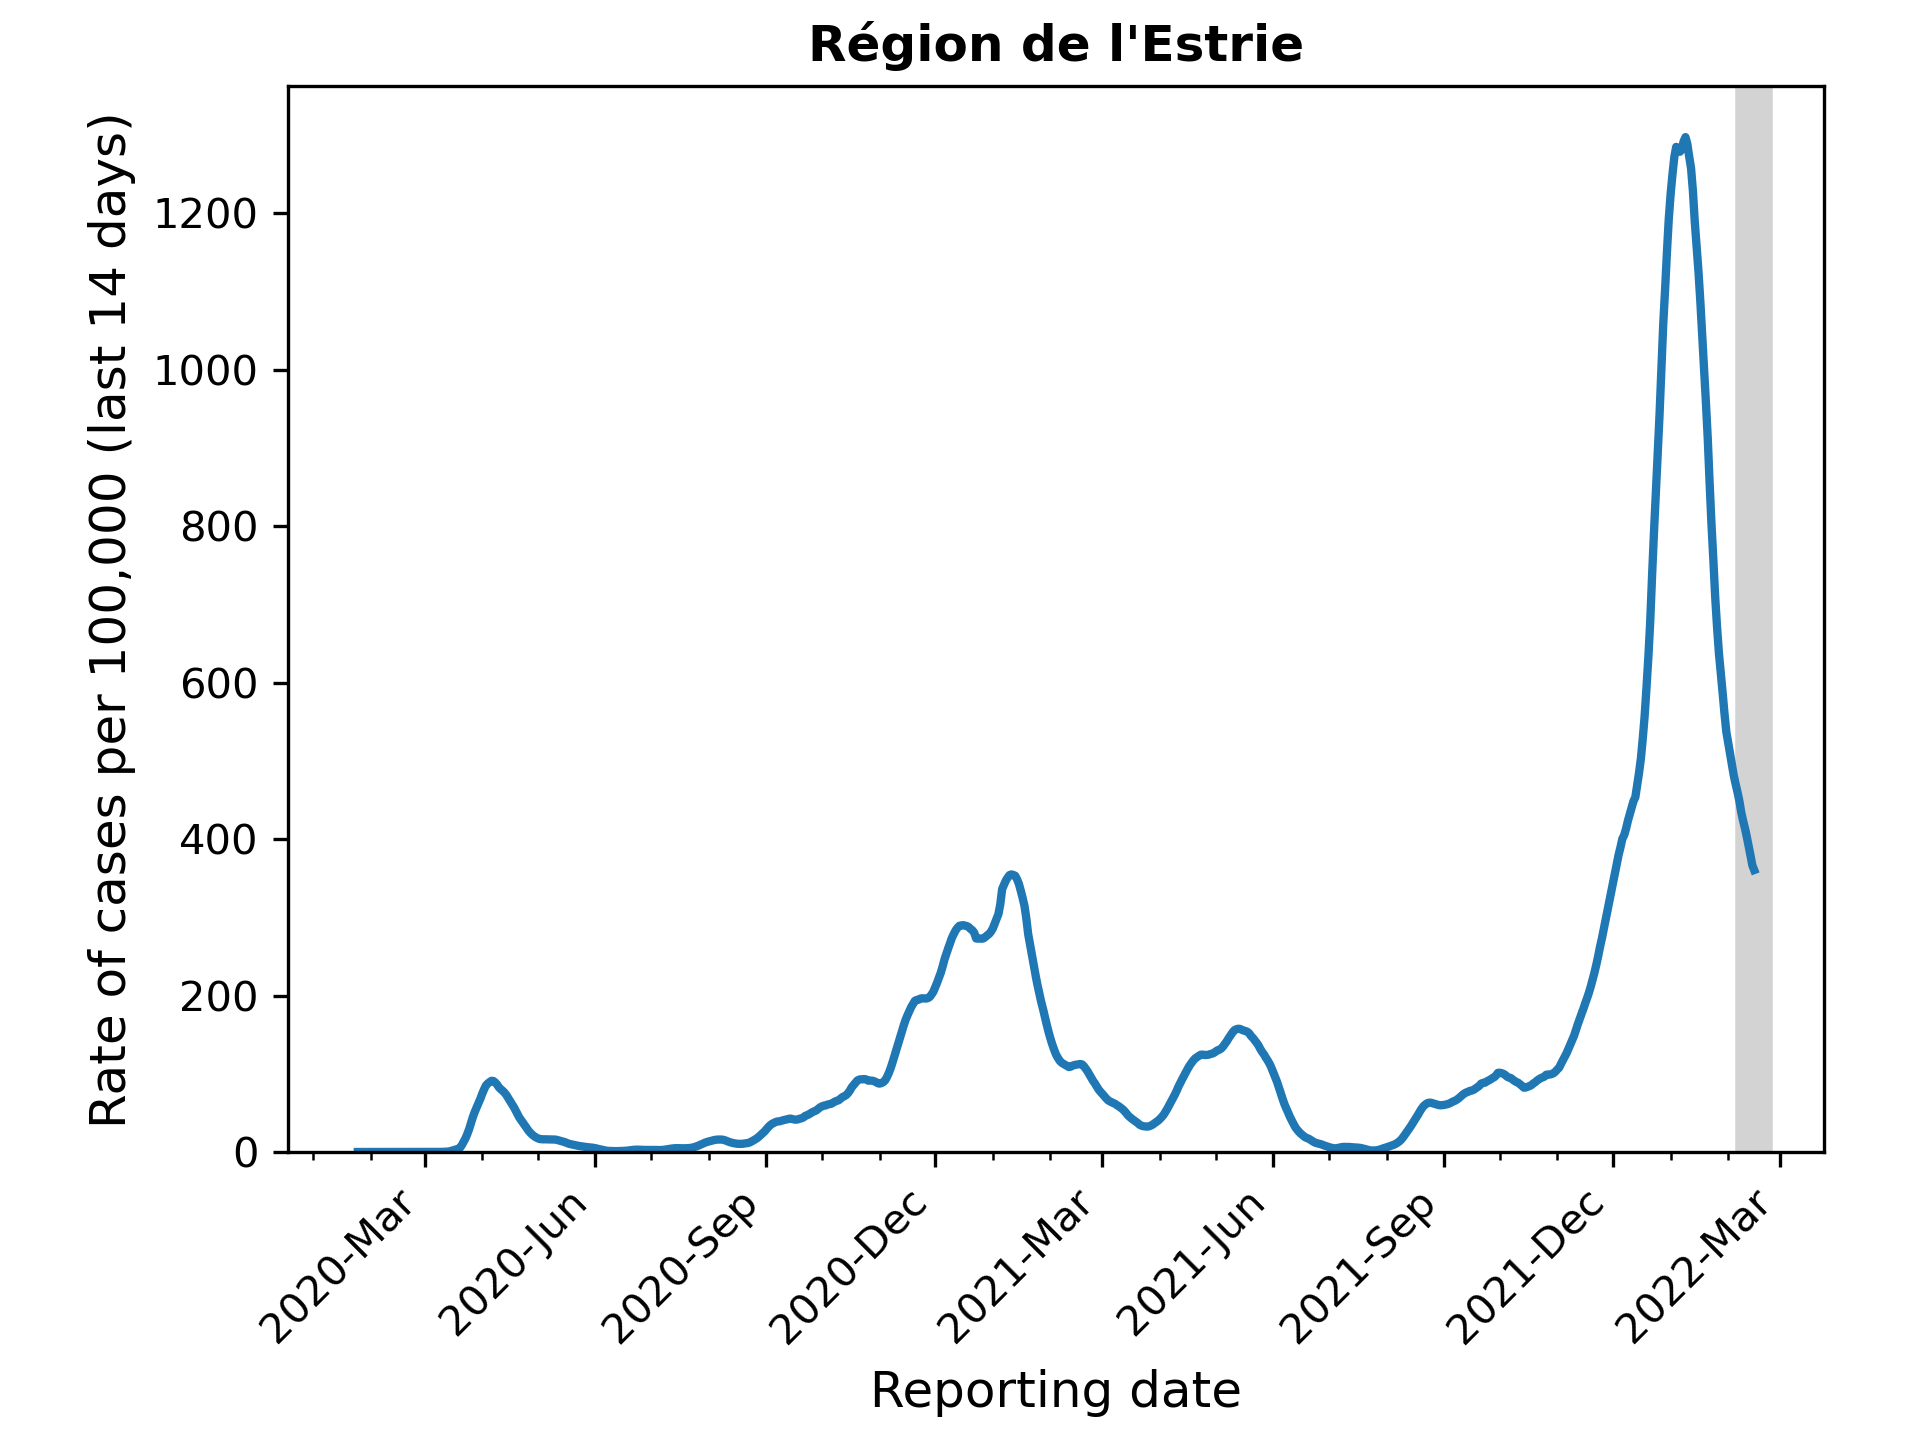 Région de l'Estrie
Rate of cases per 100,000 (last 14 days)
1200
1000
800
600
400
200
0
2020-Mar
2020-Jun
2020-Sep
2020-Dec
2021-Mar
2021-Jun
2021-Sep
2021-Dec
2022-Mar
Reporting date